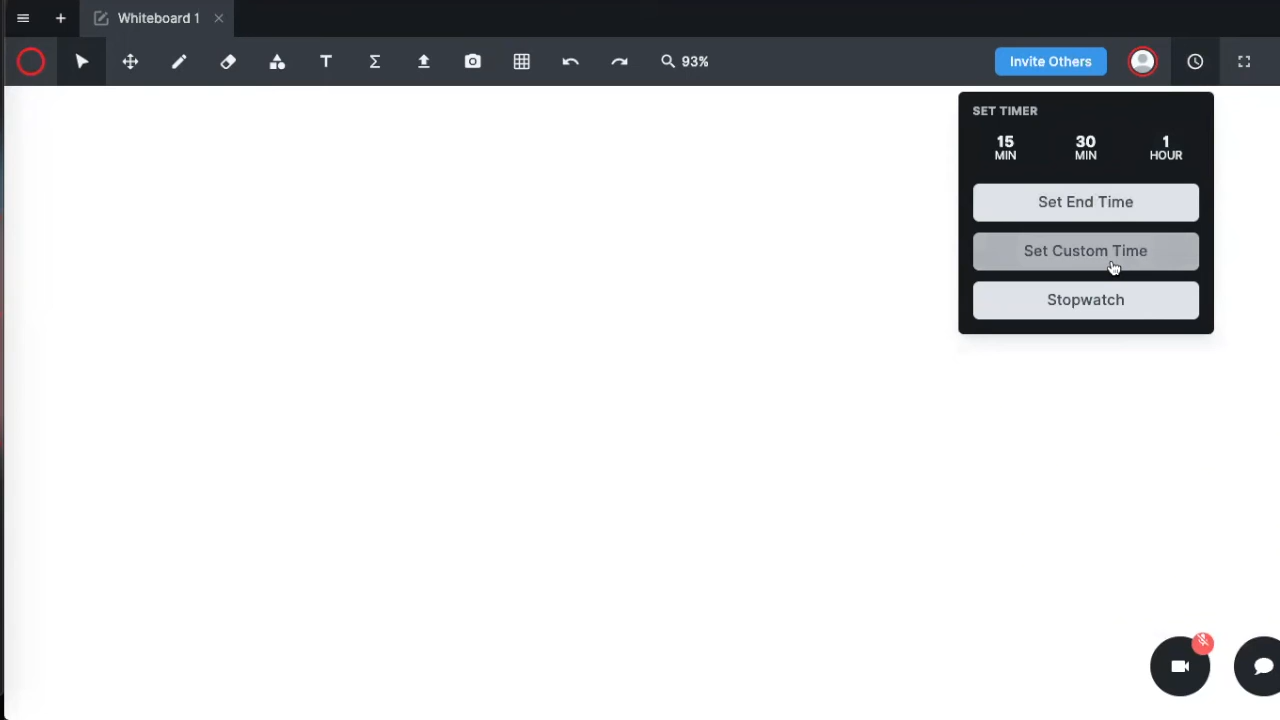 Whiteboard 1
T
Σ
93%
Invite Others
SET TIMER
15 30 1
MIN MIN HOUR
Set End Time
Set Custom Time
Stopwatch